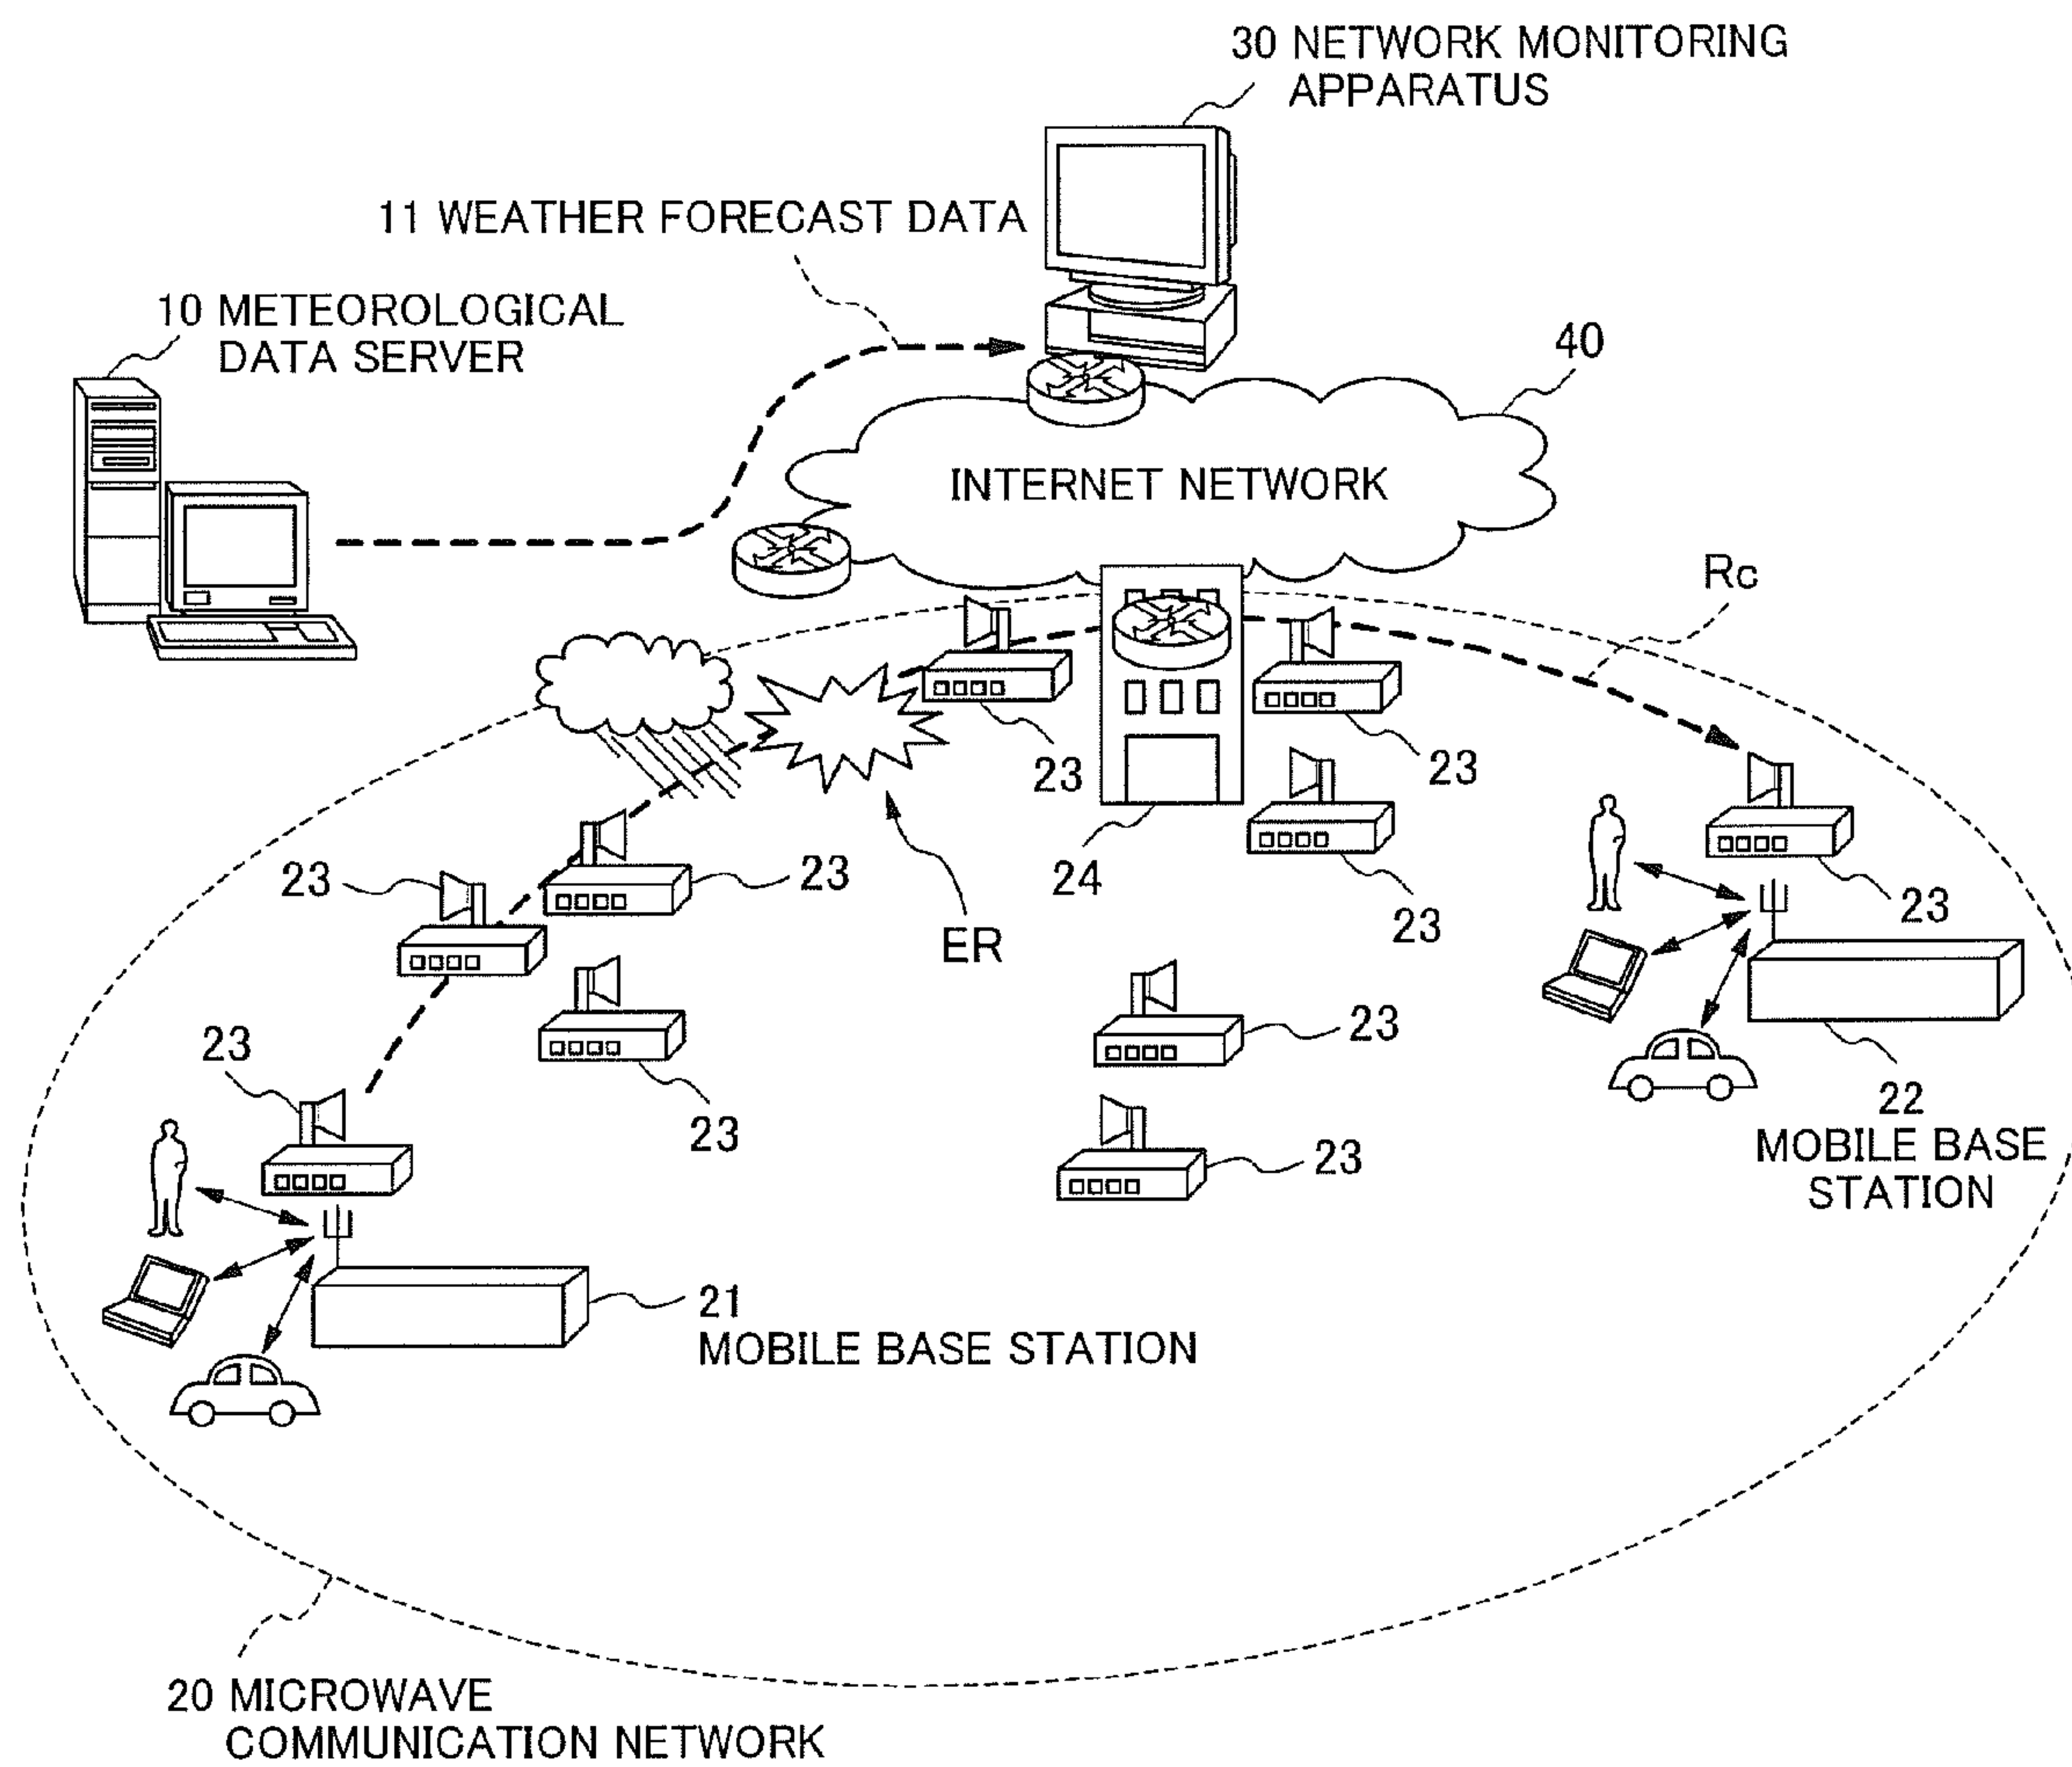 30 NETWORK MONITORING
APPARATUS
11 WEATHER FORECAST DATA
10 METEOROLOGICAL
DATA SERVER
40
INTERNET NETWORK
Rc
23
23
24
23
23
23
ER
23
23
23
23
23
22
MOBILE BASE
STATION
23
21
MOBILE BASE STATION
20 MICROWAVE
COMMUNICATION NETWORK